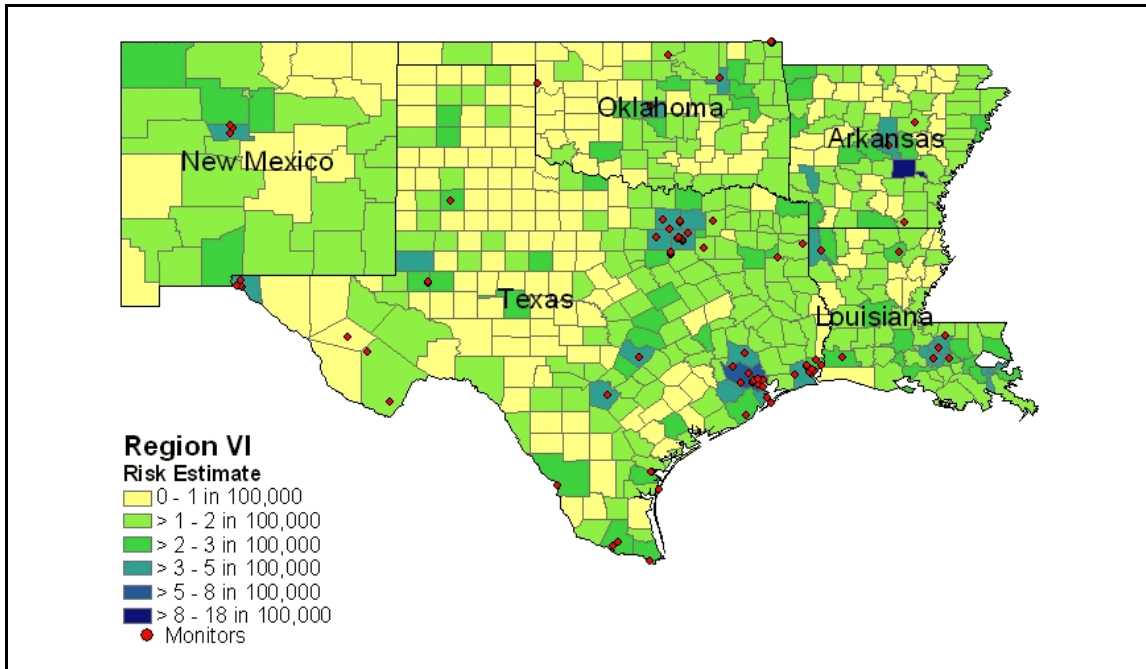 Oklahoma
Arkansas
New Mexico
Texas
Louisiana
Region VI
Risk Estimate
0 - 1 in 100,000
> 1 - 2 in 100,000
> 2 - 3 in 100,000
> 3 - 5 in 100,000
> 5 - 8 in 100,000
> 8 - 18 in 100,000
Monitors